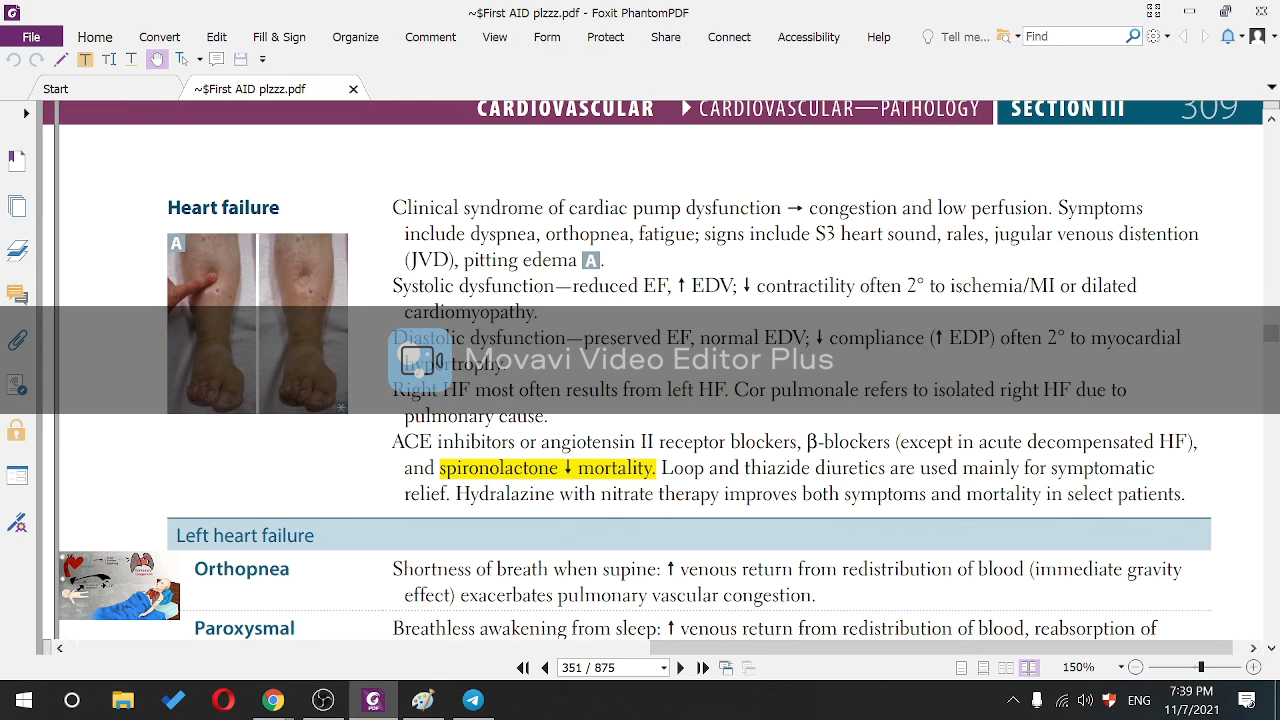 ~$First AID plzzz.pdf - Foxit PhantomPDF
File Home Convert Edit Fill & Sign Organize Comment View Form Protect Share Connect Accessibility Help Tell me... Find
Start ~$First AID plzzz.pdf
CARDIOVASCULAR CARDIOVASCULAR—PATHOLOGY SECTION III 309
Heart failure
A
Clinical syndrome of cardiac pump dysfunction → congestion and low perfusion. Symptoms
include dyspnea, orthopnea, fatigue; signs include S3 heart sound, rales, jugular venous distention
(JVD), pitting edema A.
Systolic dysfunction—reduced EF, ↑ EDV; ↓ contractility often 2° to ischemia/MI or dilated
cardiomyopathy.
Diastolic dysfunction—preserved EF, normal EDV; ↓ compliance (↑ EDP) often 2° to myocardial
hypertrophy.
Movavi Video Editor Plus
Right HF most often results from left HF. Cor pulmonale refers to isolated right HF due to
pulmonary cause.
ACE inhibitors or angiotensin II receptor blockers, β-blockers (except in acute decompensated HF),
and spironolactone ↓ mortality. Loop and thiazide diuretics are used mainly for symptomatic
relief. Hydralazine with nitrate therapy improves both symptoms and mortality in select patients.
Left heart failure
Orthopnea
Shortness of breath when supine: ↑ venous return from redistribution of blood (immediate gravity
effect) exacerbates pulmonary vascular congestion.
Paroxysmal
Breathless awakening from sleep: ↑ venous return from redistribution of blood, reabsorption of
351 / 875
150%
ENG
7:39 PM
11/7/2021